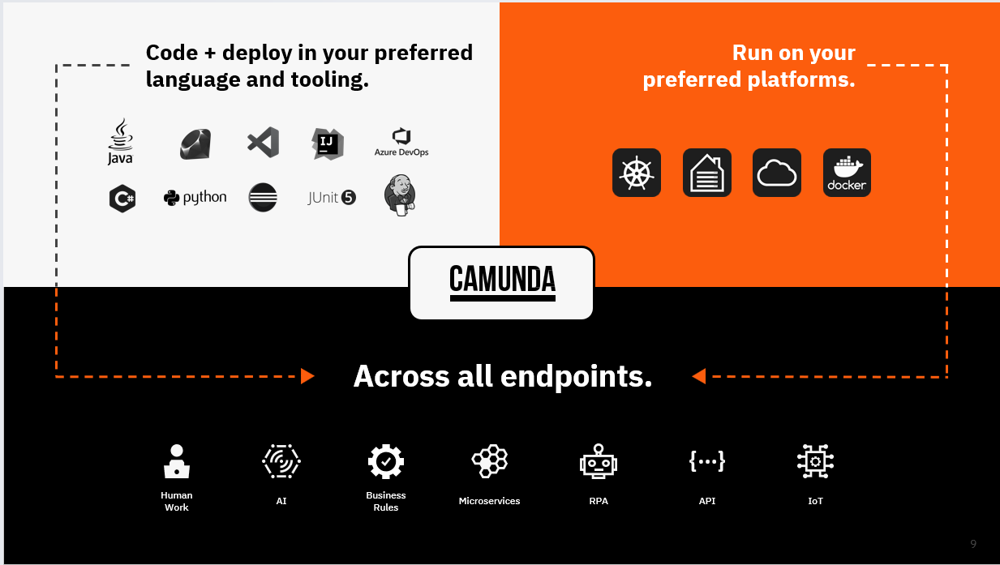 Code + deploy in your preferred
language and tooling.
Run on your
preferred platforms.
Java
IJ
Azure DevOps
C#
python
JUnit 5
docker
CAMUNDA
Across all endpoints.
Human
Work
AI
Business
Rules
Microservices
RPA
{...}
API
IoT
9